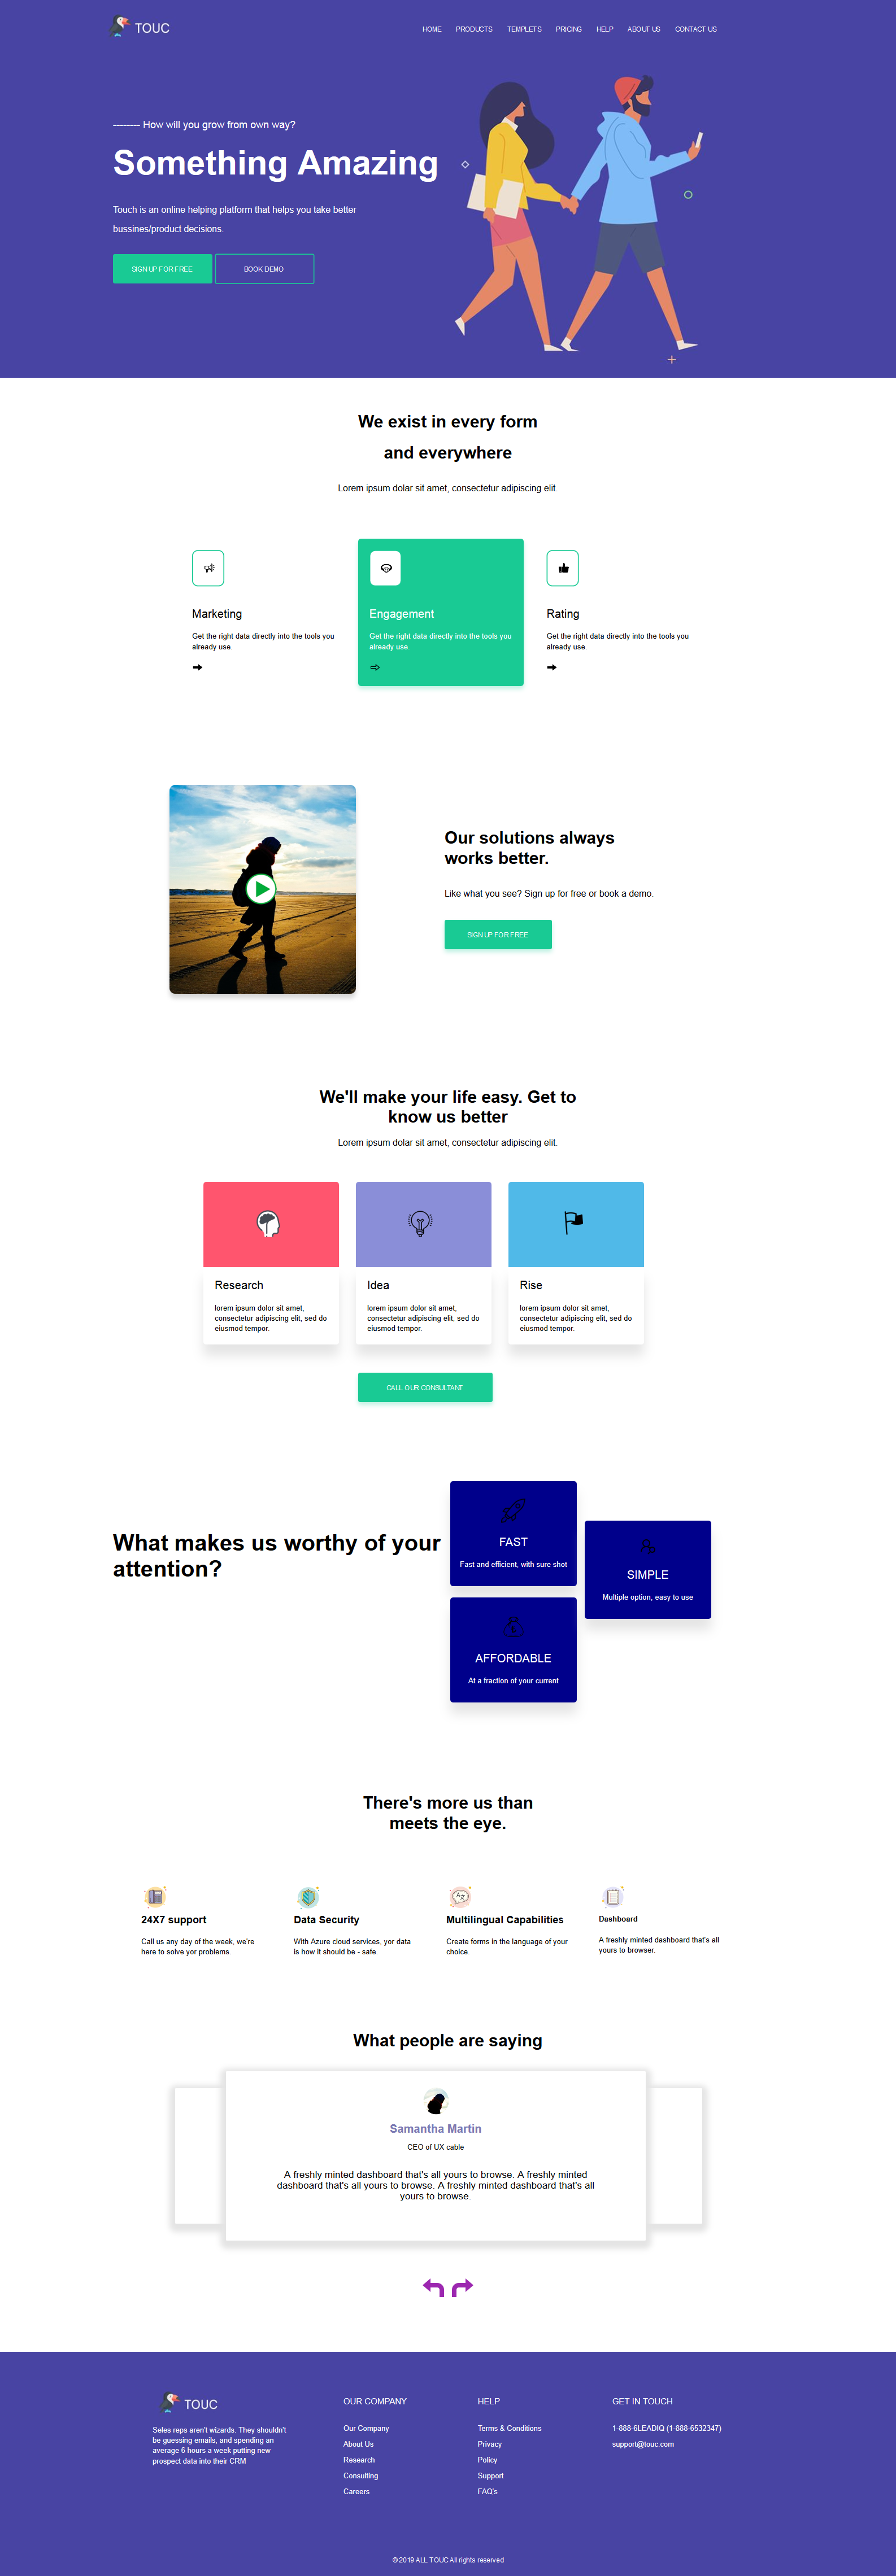 TOUC
HOME PRODUCTS TEMPLETS PRICING HELP ABOUT US CONTACT US
-------- How will you grow from own way?
Something Amazing
Touch is an online helping platform that helps you take better
bussines/product decisions.
SIGN UP FOR FREE
BOOK DEMO
We exist in every form
and everywhere
Lorem ipsum dolar sit amet, consectetur adipiscing elit.
Marketing
Get the right data directly into the tools you
already use.
Engagement
Get the right data directly into the tools you
already use.
Rating
Get the right data directly into the tools you
already use.
Our solutions always
works better.
Like what you see? Sign up for free or book a demo.
SIGN UP FOR FREE
We'll make your life easy. Get to
know us better
Lorem ipsum dolar sit amet, consectetur adipiscing elit.
Research
lorem ipsum dolor sit amet,
consectetur adipiscing elit, sed do
eiusmod tempor.
Idea
lorem ipsum dolor sit amet,
consectetur adipiscing elit, sed do
eiusmod tempor.
Rise
lorem ipsum dolor sit amet,
consectetur adipiscing elit, sed do
eiusmod tempor.
CALL OUR CONSULTANT
What makes us worthy of your
attention?
FAST
Fast and efficient, with sure shot
SIMPLE
Multiple option, easy to use
AFFORDABLE
At a fraction of your current
There's more us than
meets the eye.
24X7 support
Call us any day of the week, we're
here to solve yor problems.
Data Security
With Azure cloud services, yor data
is how it should be - safe.
Multilingual Capabilities
Create forms in the language of your
choice.
Dashboard
A freshly minted dashboard that's all
yours to browser.
What people are saying
Samantha Martin
CEO of UX cable
A freshly minted dashboard that's all yours to browse. A freshly minted
dashboard that's all yours to browse. A freshly minted dashboard that's all
yours to browse.
TOUC
Seles reps aren't wizards. They shouldn't
be guessing emails, and spending an
average 6 hours a week putting new
prospect data into their CRM
OUR COMPANY
Our Company
About Us
Research
Consulting
Careers
HELP
Terms & Conditions
Privacy
Policy
Support
FAQ's
GET IN TOUCH
1-888-6LEADIQ (1-888-6532347)
support@touc.com
© 2019 ALL TOUC All rights reserved